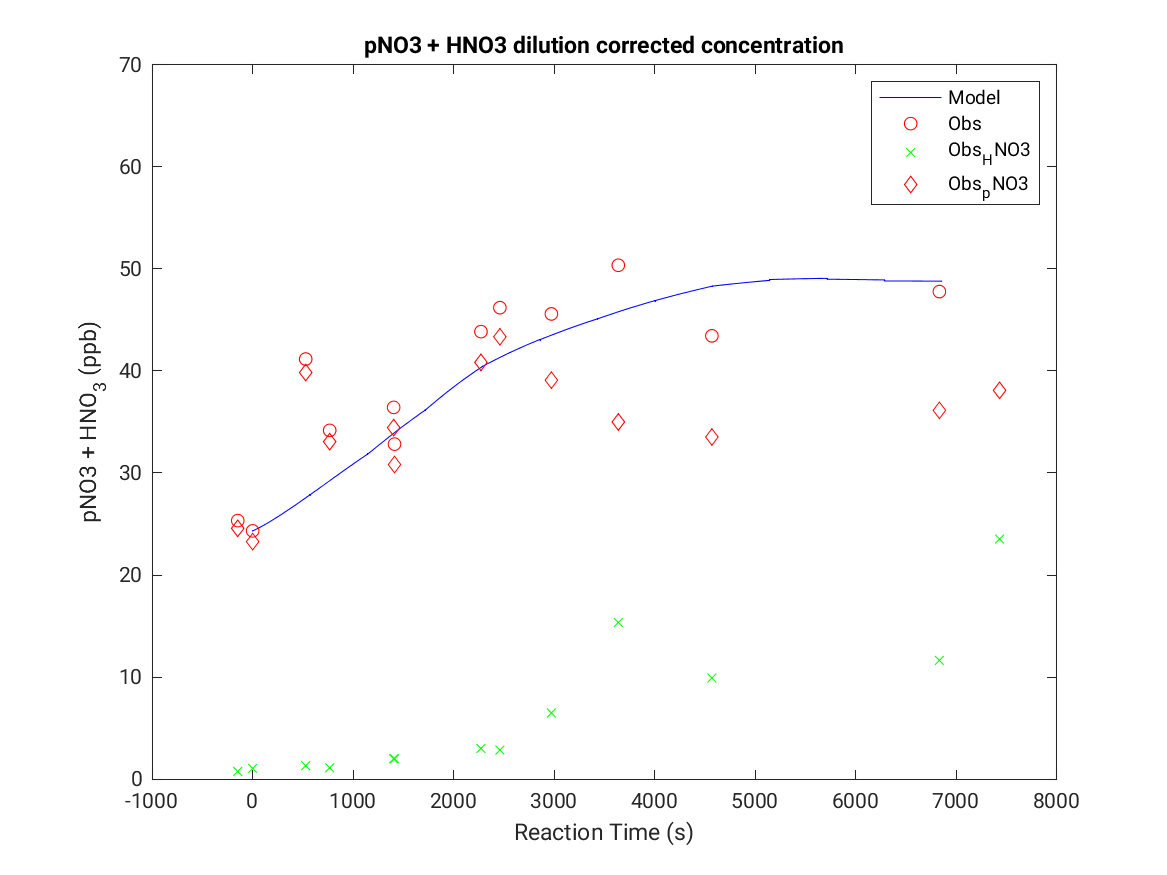 pNO3 + HNO3 dilution corrected concentration
70
60
50
40
30
20
10
0
pNO3 + HNO3 (ppb)
Model
Obs
ObsHNO3
ObspNO3
-1000 0 1000 2000 3000 4000 5000 6000 7000 8000
Reaction Time (s)